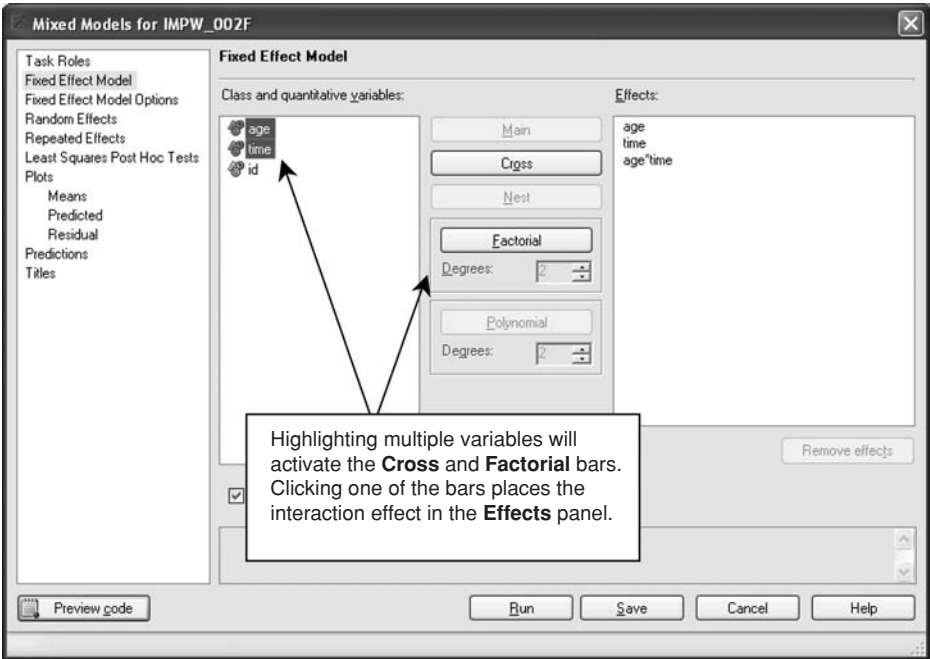 Mixed Models for IMPW_002F
Task Roles
Fixed Effect Model
Fixed Effect Model Options
Random Effects
Repeated Effects
Least Squares Post Hoc Tests
Plots
Means
Predicted
Residual
Predictions
Titles
Fixed Effect Model
Class and quantitative variables:
age
time
id
Main
Cross
Nest
Factorial
Degrees: 2
Polynomial
Degrees: 2
Effects:
age
time
age*time
Remove effects
Highlighting multiple variables will
activate the Cross and Factorial bars.
Clicking one of the bars places the
interaction effect in the Effects panel.
Preview code
Run
Save
Cancel
Help